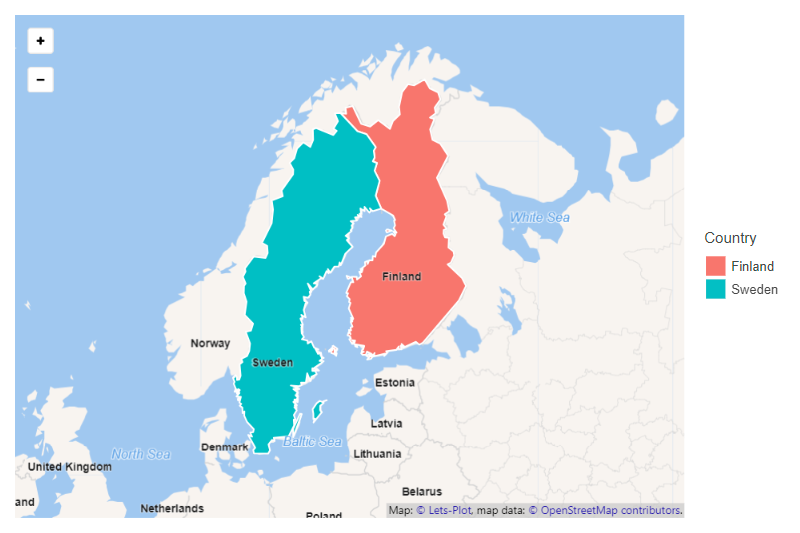 +
−
White Sea
Country
Finland
Sweden
Finland
Norway
Sweden
Estonia
Latvia
North Sea
Denmark
Baltic Sea
Lithuania
United Kingdom
Belarus
and
Netherlands
Poland
Map: © Lets-Plot, map data: © OpenStreetMap contributors.